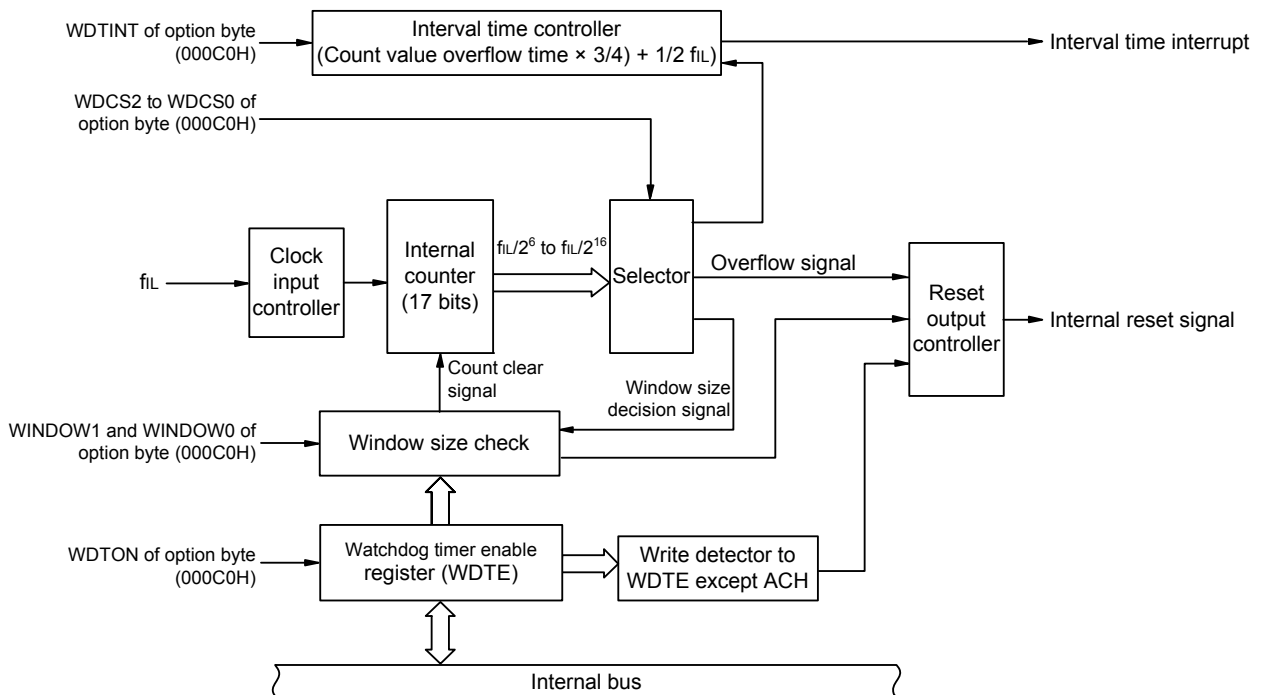 WDTINT of option byte
(000C0H)
Interval time controller
(Count value overflow time × 3/4) + 1/2 fIL)
Interval time interrupt
WDCS2 to WDCS0 of
option byte (000C0H)
fIL
Clock
input
controller
Internal
counter
(17 bits)
fIL/2⁶ to fIL/2¹⁶
Selector
Overflow signal
Reset
output
controller
Internal reset signal
Count clear
signal
Window size
decision signal
WINDOW1 and WINDOW0 of
option byte (000C0H)
Window size check
WDTON of option byte
(000C0H)
Watchdog timer enable
register (WDTE)
Write detector to
WDTE except ACH
Internal bus